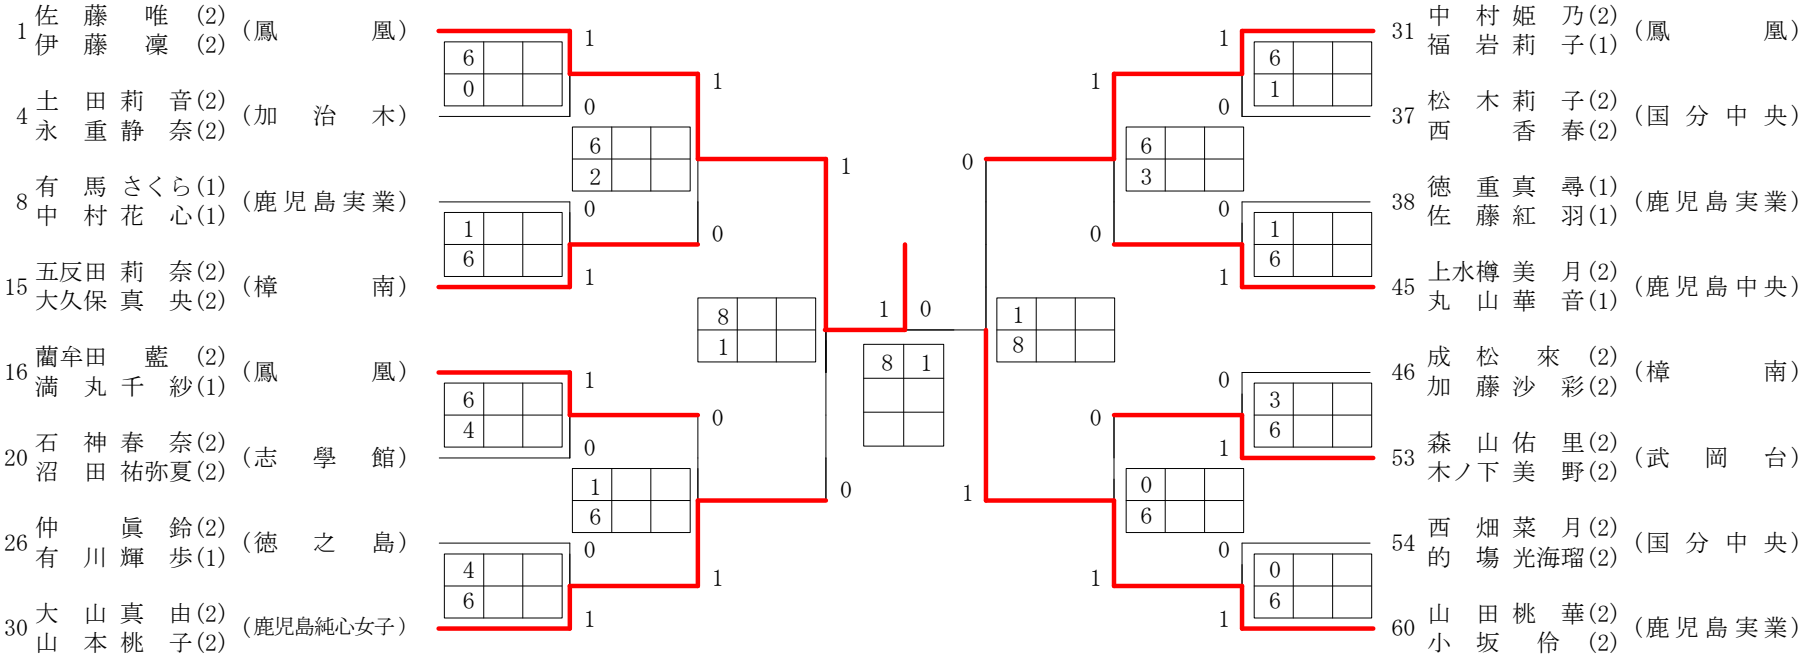 1 佐 藤 唯 (2) (鳳 凰)
伊 藤 凜 (2)
4 土 田 莉 音(2) (加 治 木)
永 重 静 奈(2)
8 有 馬 さくら(1) (鹿児島実業)
中 村 花 心(1)
15 五反田 莉 奈(2) (樟 南)
大久保 真 央(2)
16 藺牟田 藍 (2) (鳳 凰)
満 丸 千 紗(1)
20 石 神 春 奈(2) (志 學 館)
沼 田 祐弥夏(2)
26 仲 眞 鈴(2) (徳 之 島)
有 川 輝 歩(1)
30 大 山 真 由(2) (鹿児島純心女子)
山 本 桃 子(2)
1
6
0
0
1
6
2
0
1
6
1
0
1
1
6
4
0
0
1
6
0
4
6
1
1
0
8
1
1 0
8 1
1
8
0
1
1
6
1
0
1
6
3
0
1
6
1
0
0
3
6
1
0
0
6
0
0
6
1
1
31 中 村 姫 乃(2) (鳳 凰)
福 岩 莉 子(1)
37 松 木 莉 子(2) (国 分 中 央)
西 香 春(2)
38 徳 重 真 尋(1) (鹿児島実業)
佐 藤 紅 羽(1)
45 上水樽 美 月(2) (鹿児島中央)
丸 山 華 音(1)
46 成 松 來 (2) (樟 南)
加 藤 沙 彩(2)
53 森 山 佑 里(2) (武 岡 台)
木ノ下 美 野(2)
54 西 畑 菜 月(2) (国 分 中 央)
的 場 光海瑠(2)
60 山 田 桃 華(2) (鹿児島実業)
小 坂 伶 (2)